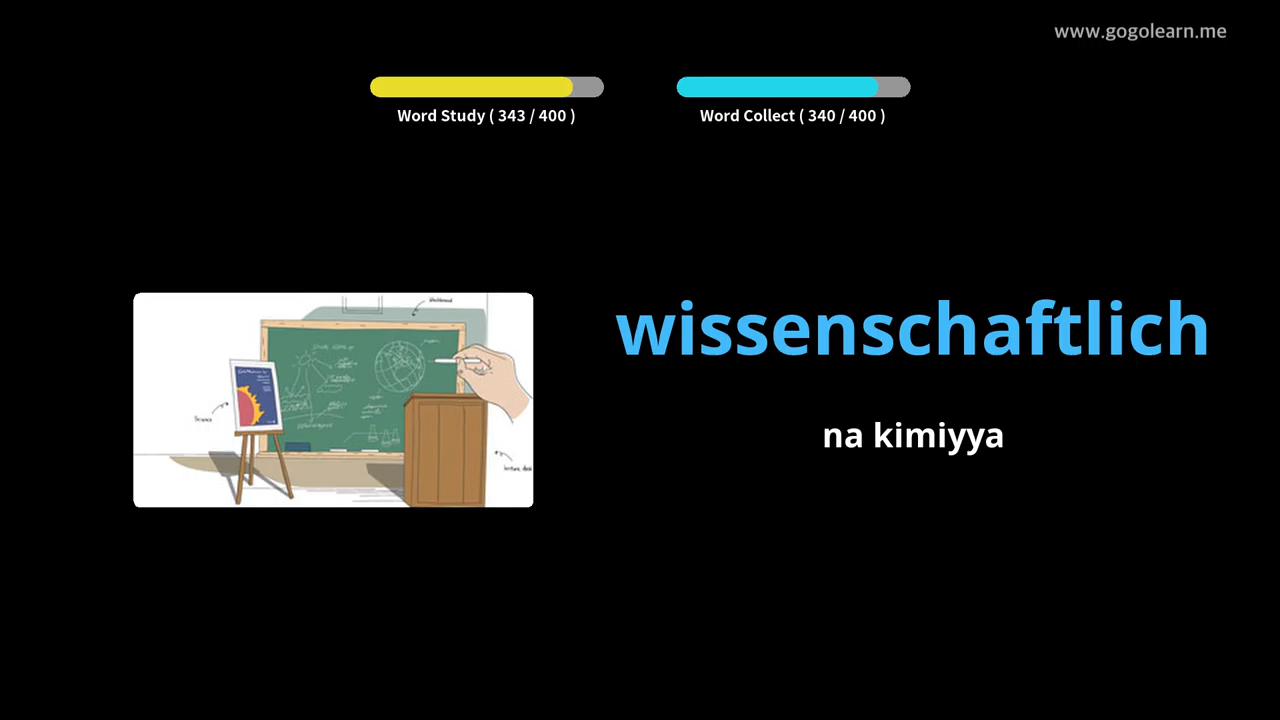 www.gogolearn.me
Word Study ( 343 / 400 )
Word Collect ( 340 / 400 )
wissenschaftlich
na kimiyya